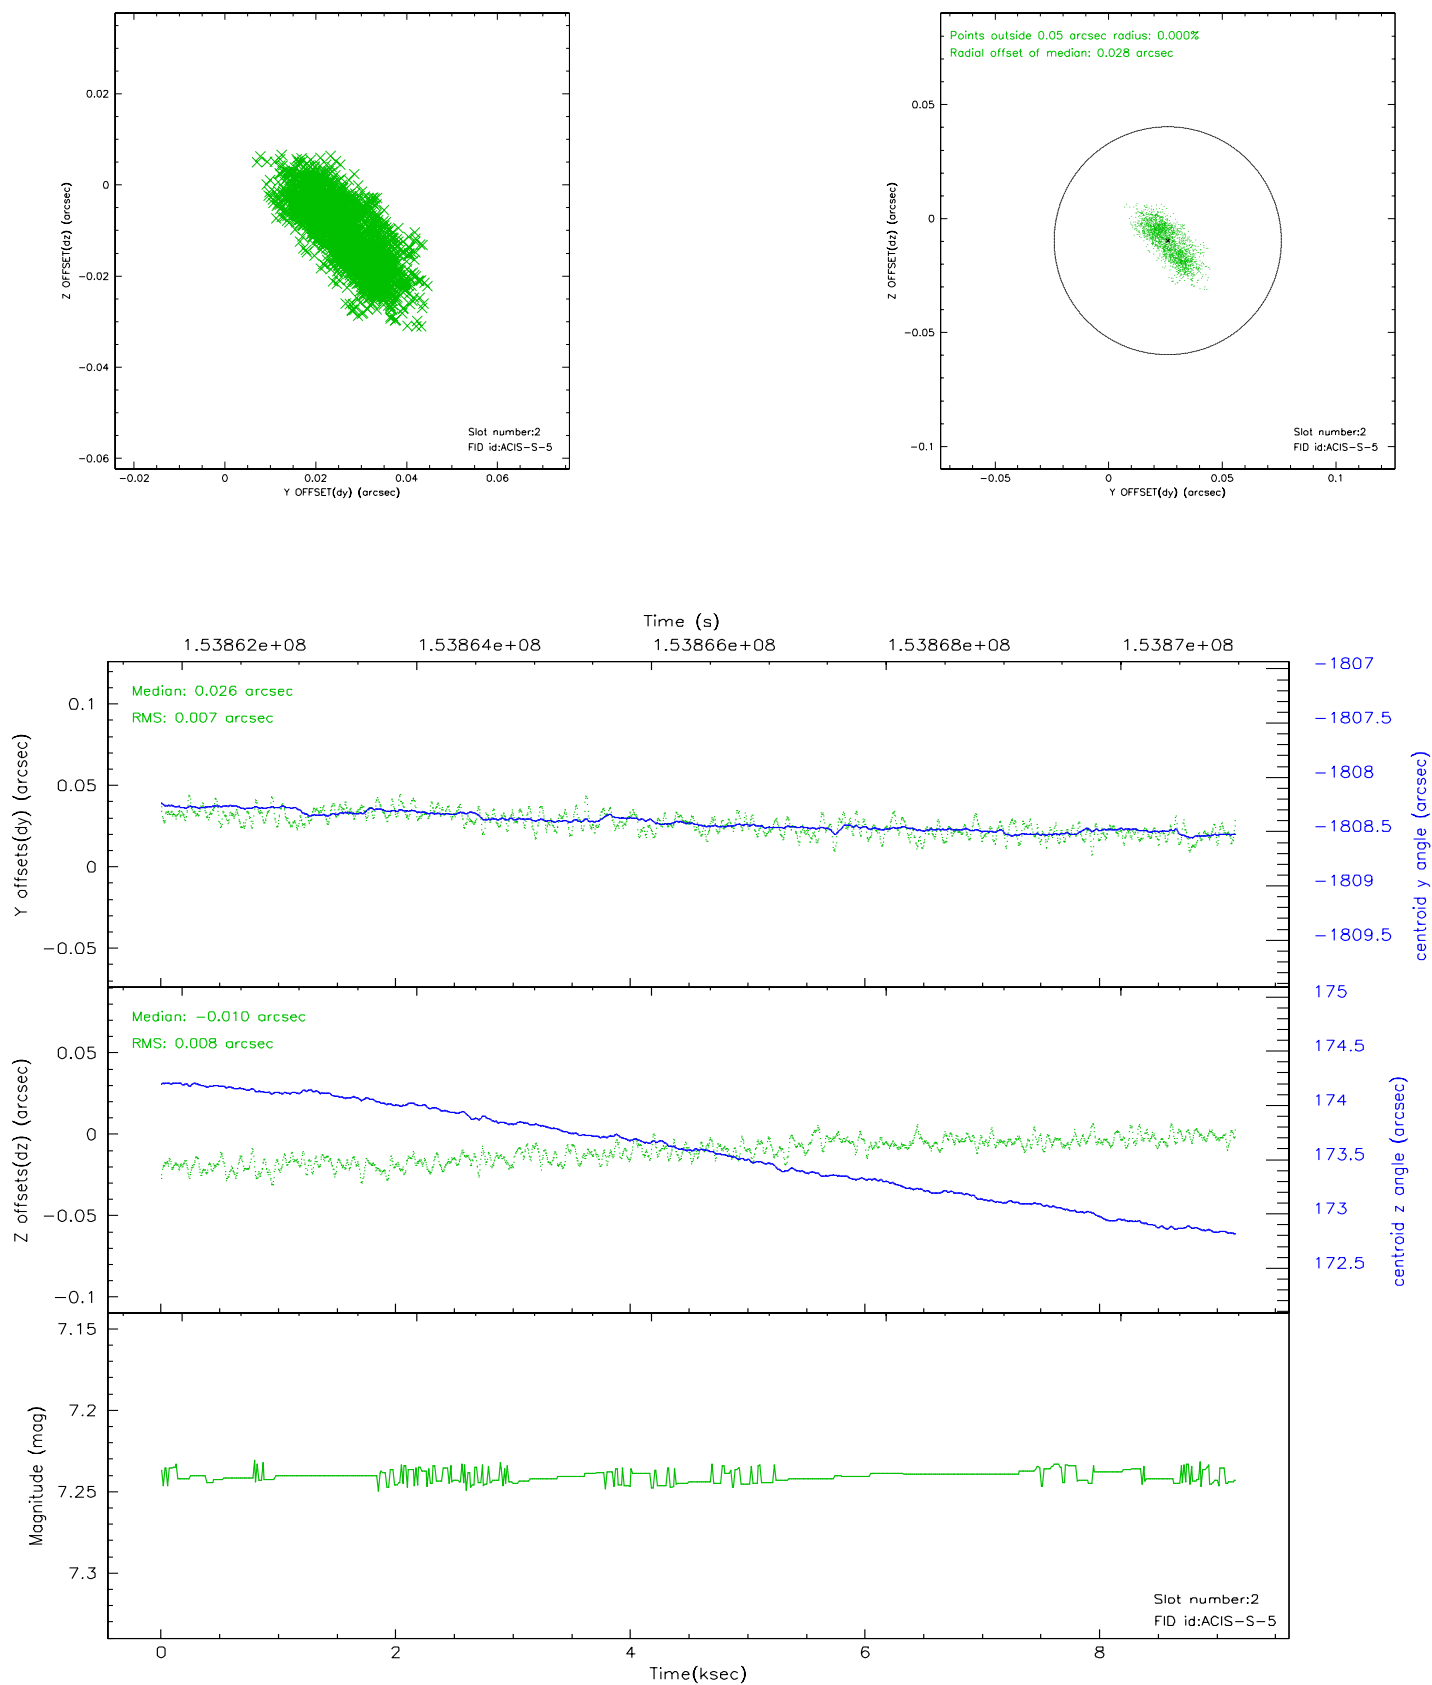 0.02
0
-0.02
-0.04
-0.06
Z OFFSET(dz) (arcsec)
Slot number:2
FID id:ACIS-S-5
-0.02 0 0.02 0.04 0.06
Y OFFSET(dy) (arcsec)
Points outside 0.05 arcsec radius: 0.000%
Radial offset of median: 0.028 arcsec
0.05
0
-0.05
-0.1
Z OFFSET(dz) (arcsec)
Slot number:2
FID id:ACIS-S-5
-0.05 0 0.05 0.1
Y OFFSET(dy) (arcsec)
Time (s)
1.53862e+08 1.53864e+08 1.53866e+08 1.53868e+08 1.5387e+08
Median: 0.026 arcsec
RMS: 0.007 arcsec
0.1
0.05
0
-0.05
Y offsets(dy) (arcsec)
-1807
-1807.5
-1808
-1808.5
-1809
-1809.5
centroid y angle (arcsec)
Median: -0.010 arcsec
RMS: 0.008 arcsec
0.05
0
-0.05
-0.1
Z offsets(dz) (arcsec)
175
174.5
174
173.5
173
172.5
centroid z angle (arcsec)
7.15
7.2
7.25
7.3
Magnitude (mag)
Slot number:2
FID id:ACIS-S-5
0 2 4 6 8
Time(ksec)